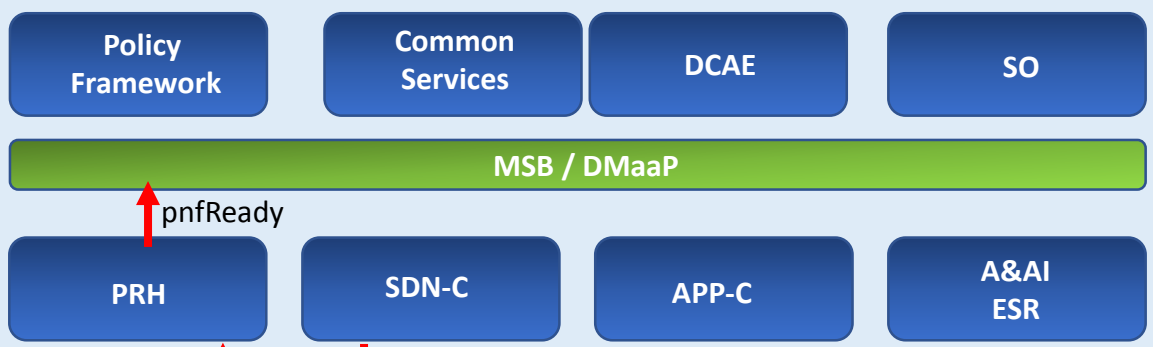 Policy
Framework
Common
Services
DCAE
SO
MSB / DMaaP
pnfReady
PRH
SDN-C
APP-C
A&AI
ESR